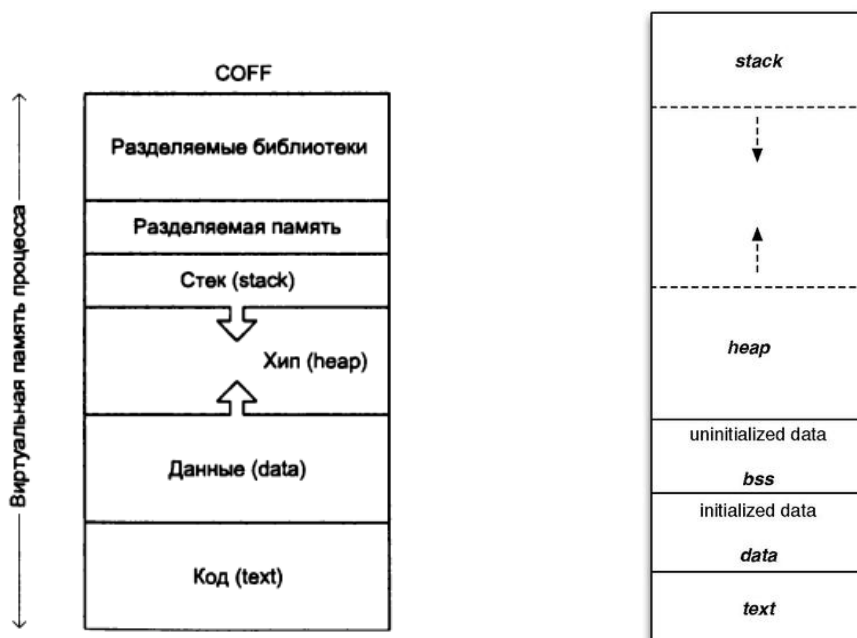 COFF
Виртуальная память процесса
Разделяемые библиотеки
Разделяемая память
Стек (stack)
Хип (heap)
Данные (data)
Код (text)
stack
heap
uninitialized data
bss
initialized data
data
text